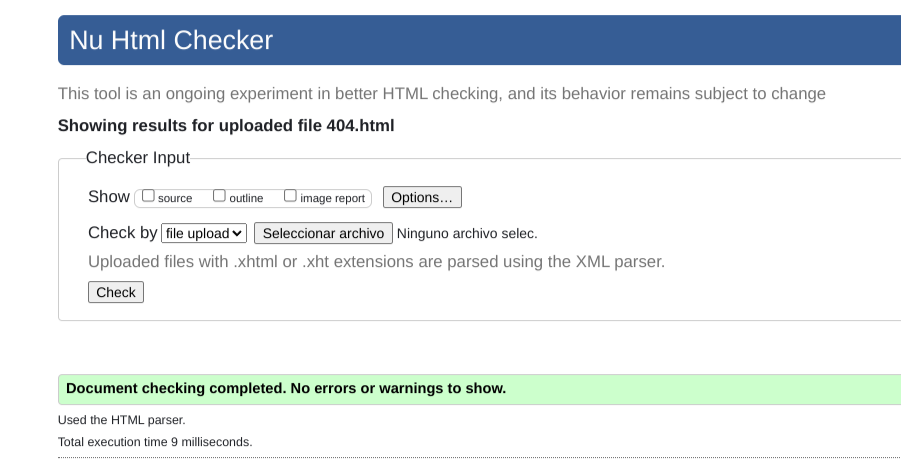 Nu Html Checker
This tool is an ongoing experiment in better HTML checking, and its behavior remains subject to change
Showing results for uploaded file 404.html
Checker Input
Show source outline image report Options...
Check by file upload Seleccionar archivo Ninguno archivo selec.
Uploaded files with .xhtml or .xht extensions are parsed using the XML parser.
Check
Document checking completed. No errors or warnings to show.
Used the HTML parser.
Total execution time 9 milliseconds.